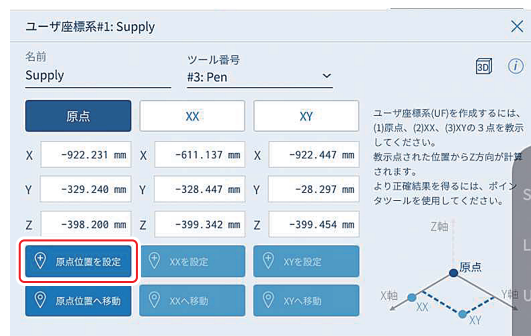 ユーザ座標系#1: Supply
名前
Supply
ツール番号
#3: Pen
3D
i
原点 XX XY
X -922.231 mm X -611.137 mm X -922.447 mm
Y -329.240 mm Y -328.447 mm Y -28.297 mm
Z -398.200 mm Z -399.342 mm Z -399.454 mm
原点位置を設定 XXを設定 XYを設定
原点位置へ移動 XXへ移動 XYへ移動
ユーザ座標系(UF)を作成するには、
(1)原点、(2)XX、(3)XYの3点を教示
してください。
教示点された位置からZ方向が計算
されます。
より正確結果を得るには、ポイン
タツールを使用してください。
Z軸
原点
X軸
XX
XY
Y軸
S
L
U